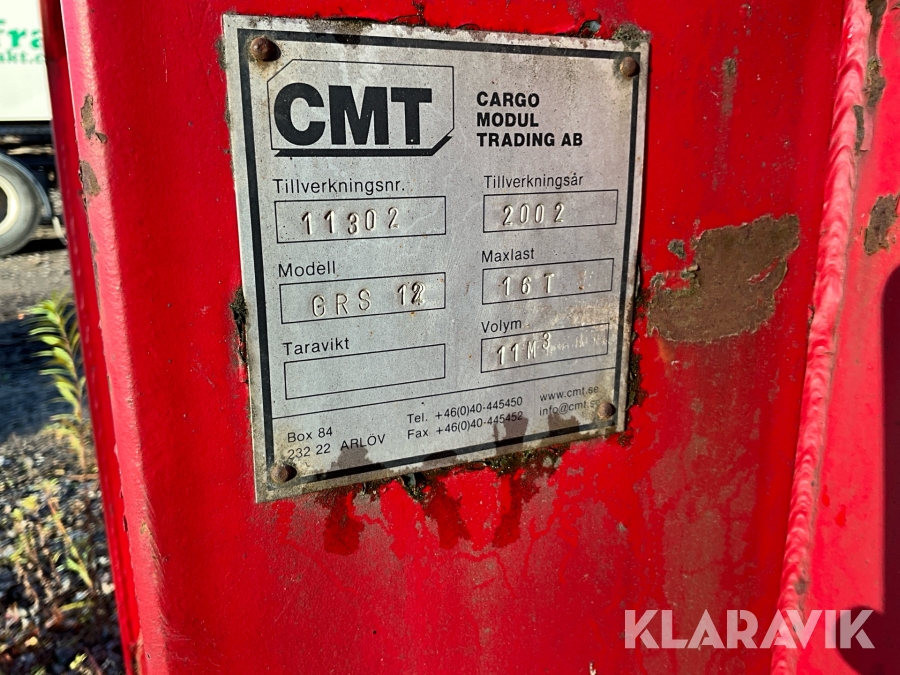 CMT
CARGO
MODUL
TRADING AB
Tillverkningsnr.
11302
Tillverkningsår
2002
Modell
GRS 12
Maxlast
16T
Taravikt
Volym
11M³
Box 84
232 22 ARLÖV
Tel. +46(0)40-445450
Fax +46(0)40-445452
www.cmt.se
info@cmt.se
KLARAVIK